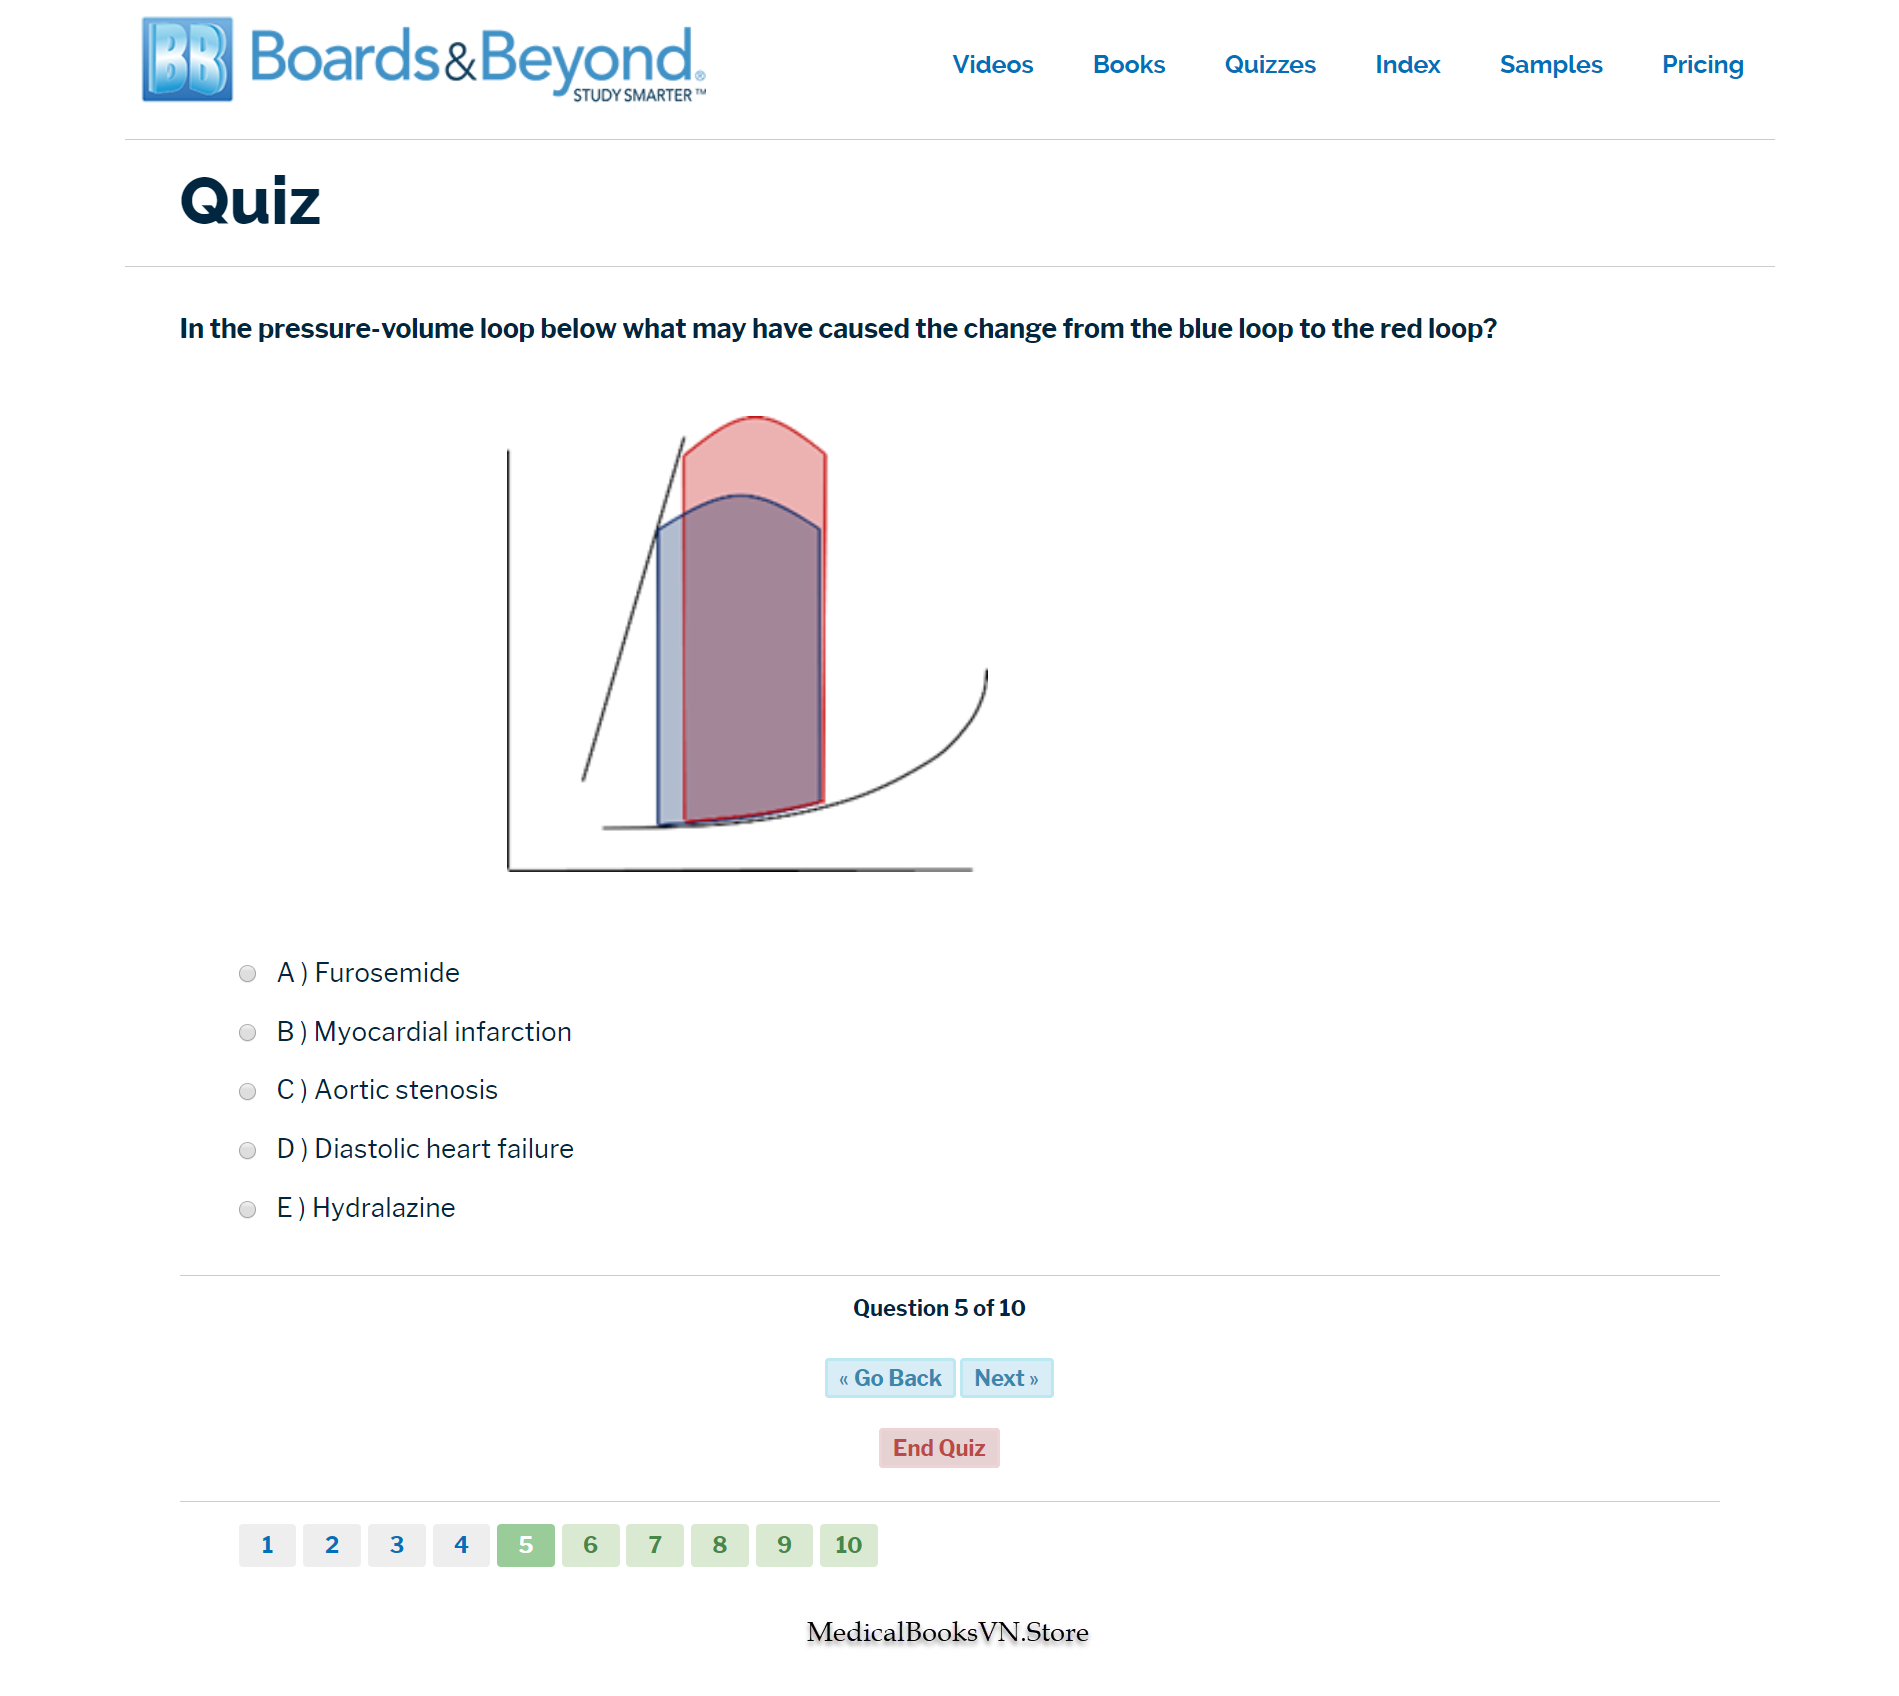 BB Boards&Beyond®
STUDY SMARTER™
Videos Books Quizzes Index Samples Pricing
Quiz
In the pressure-volume loop below what may have caused the change from the blue loop to the red loop?
A ) Furosemide
B ) Myocardial infarction
C ) Aortic stenosis
D ) Diastolic heart failure
E ) Hydralazine
Question 5 of 10
« Go Back Next »
End Quiz
1 2 3 4 5 6 7 8 9 10
MedicalBooksVN.Store